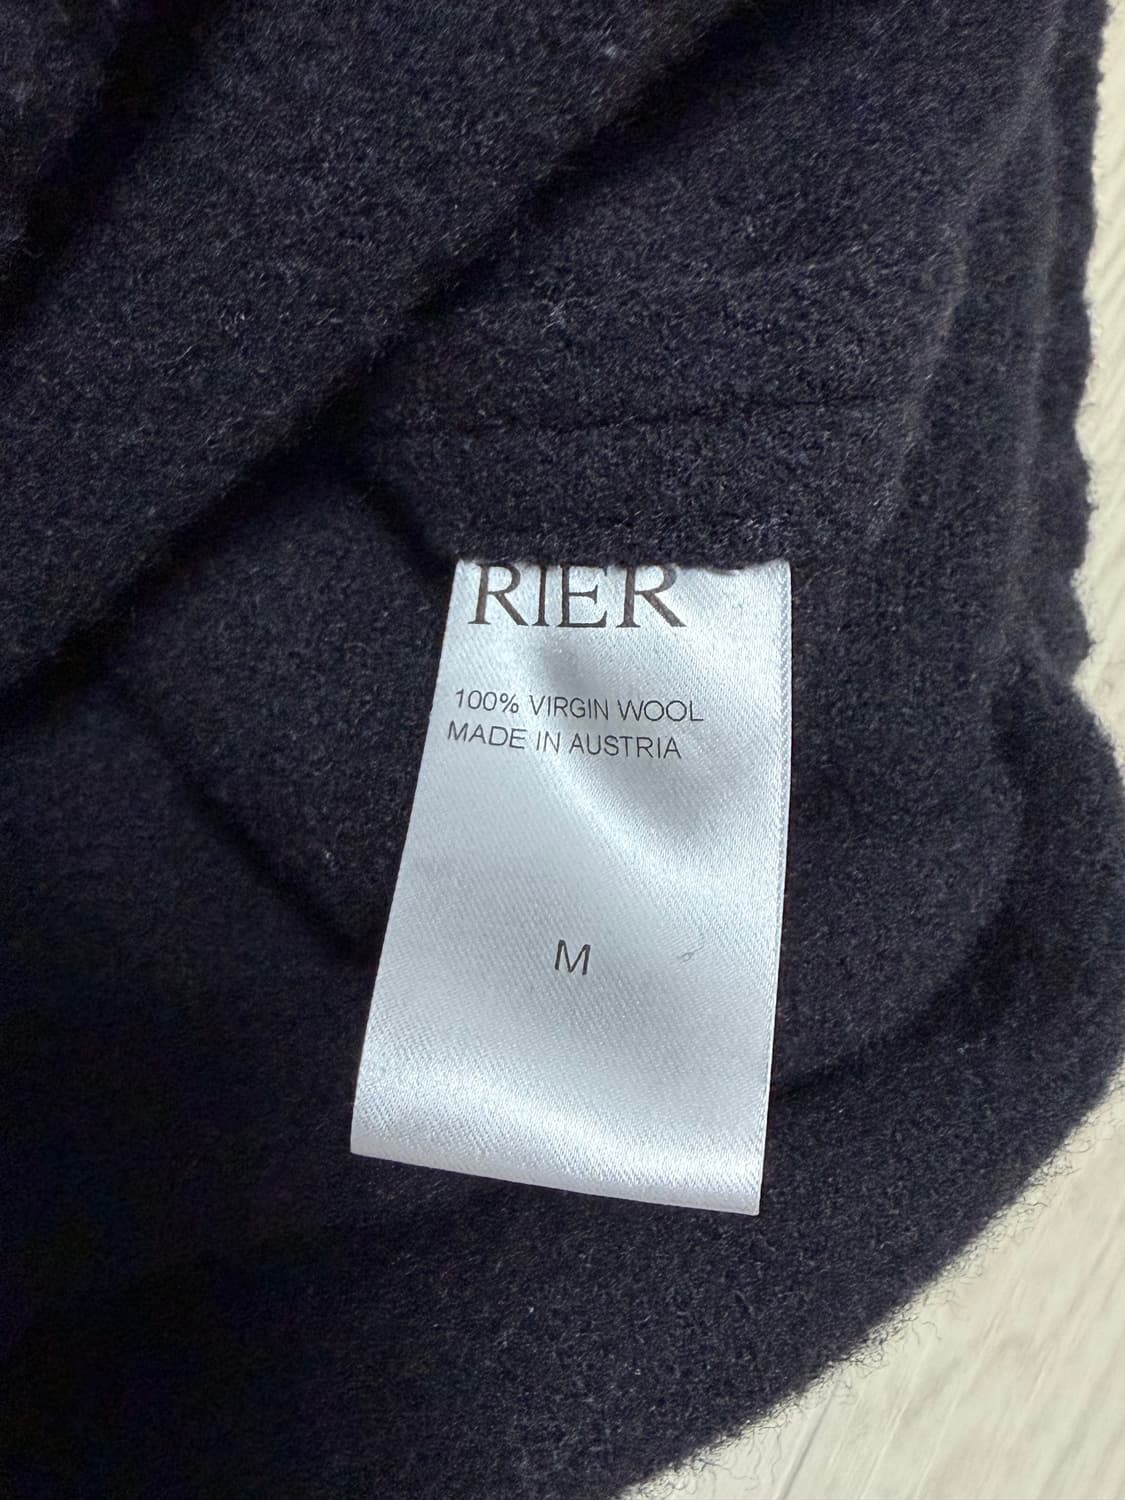 RIER
100% VIRGIN WOOL
MADE IN AUSTRIA
M